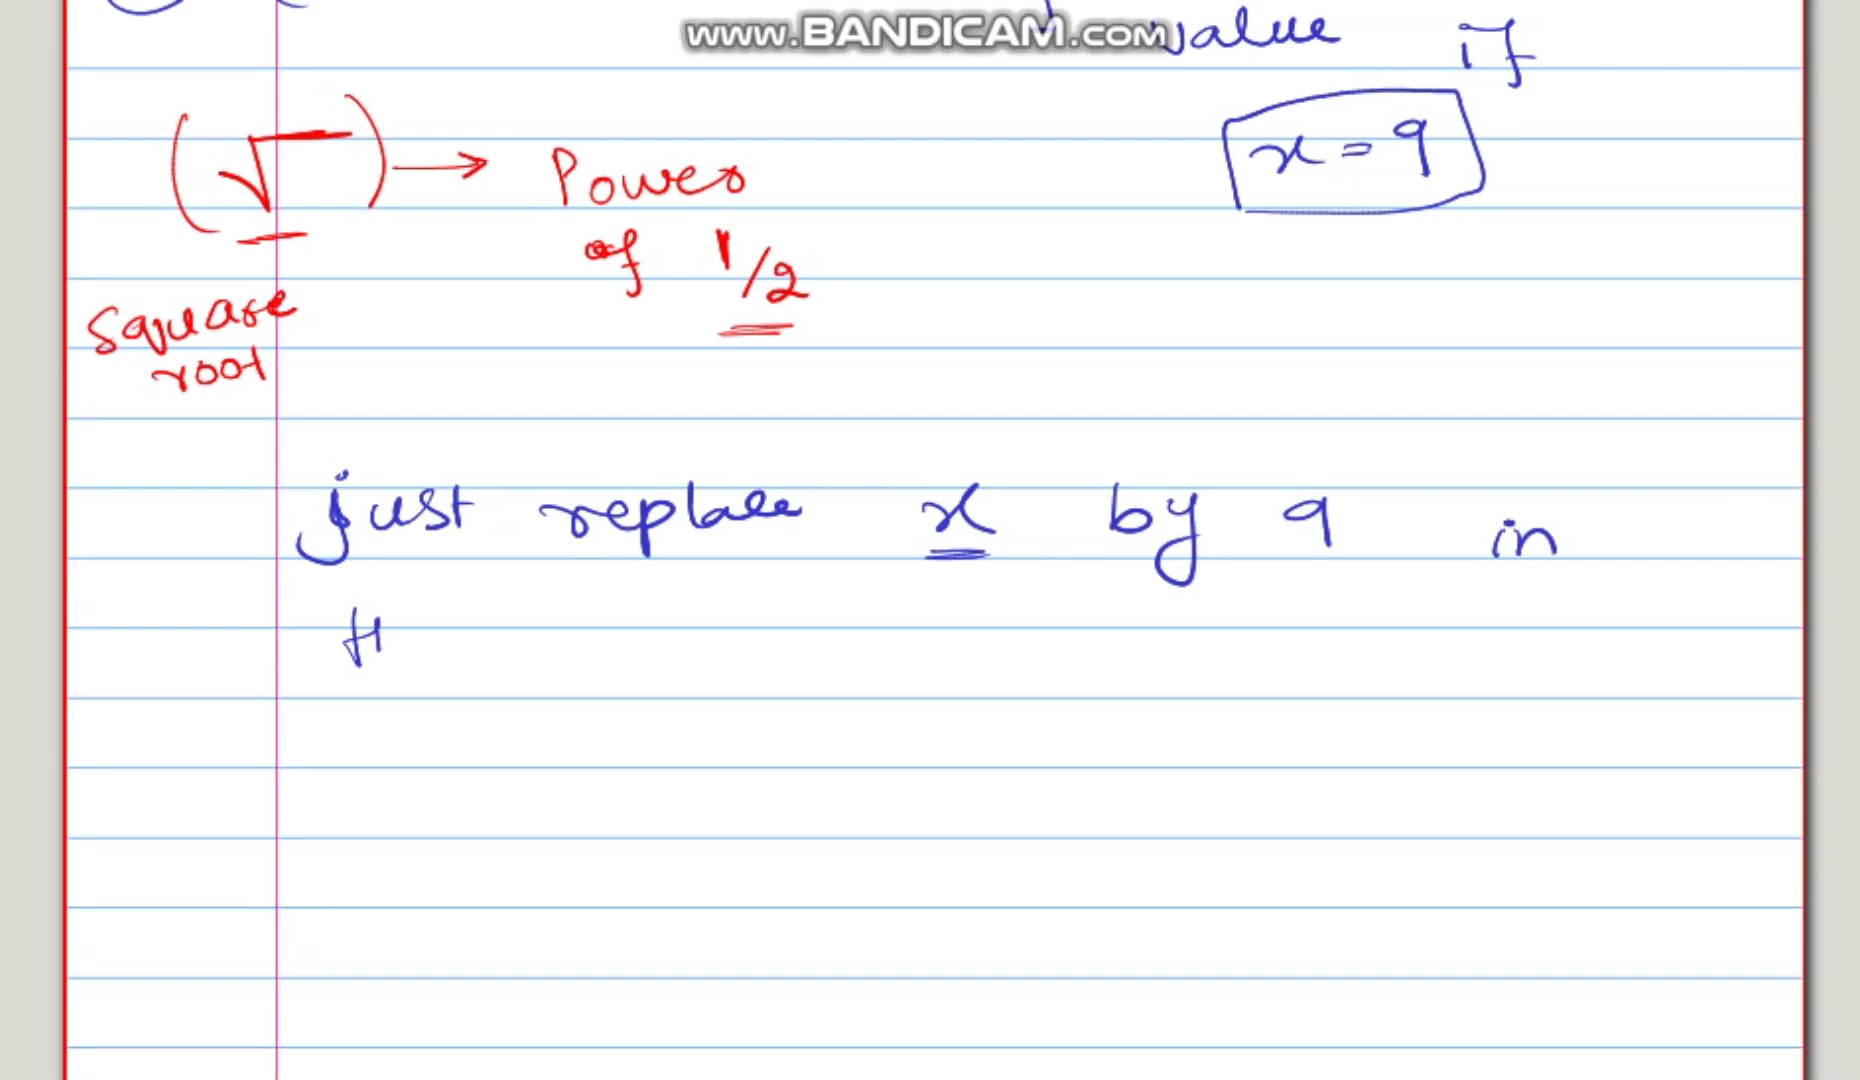 www.BANDICAM.com
value if
(√) → Power
x = 9
of 1/2
Square
root
just replace x by 9 in